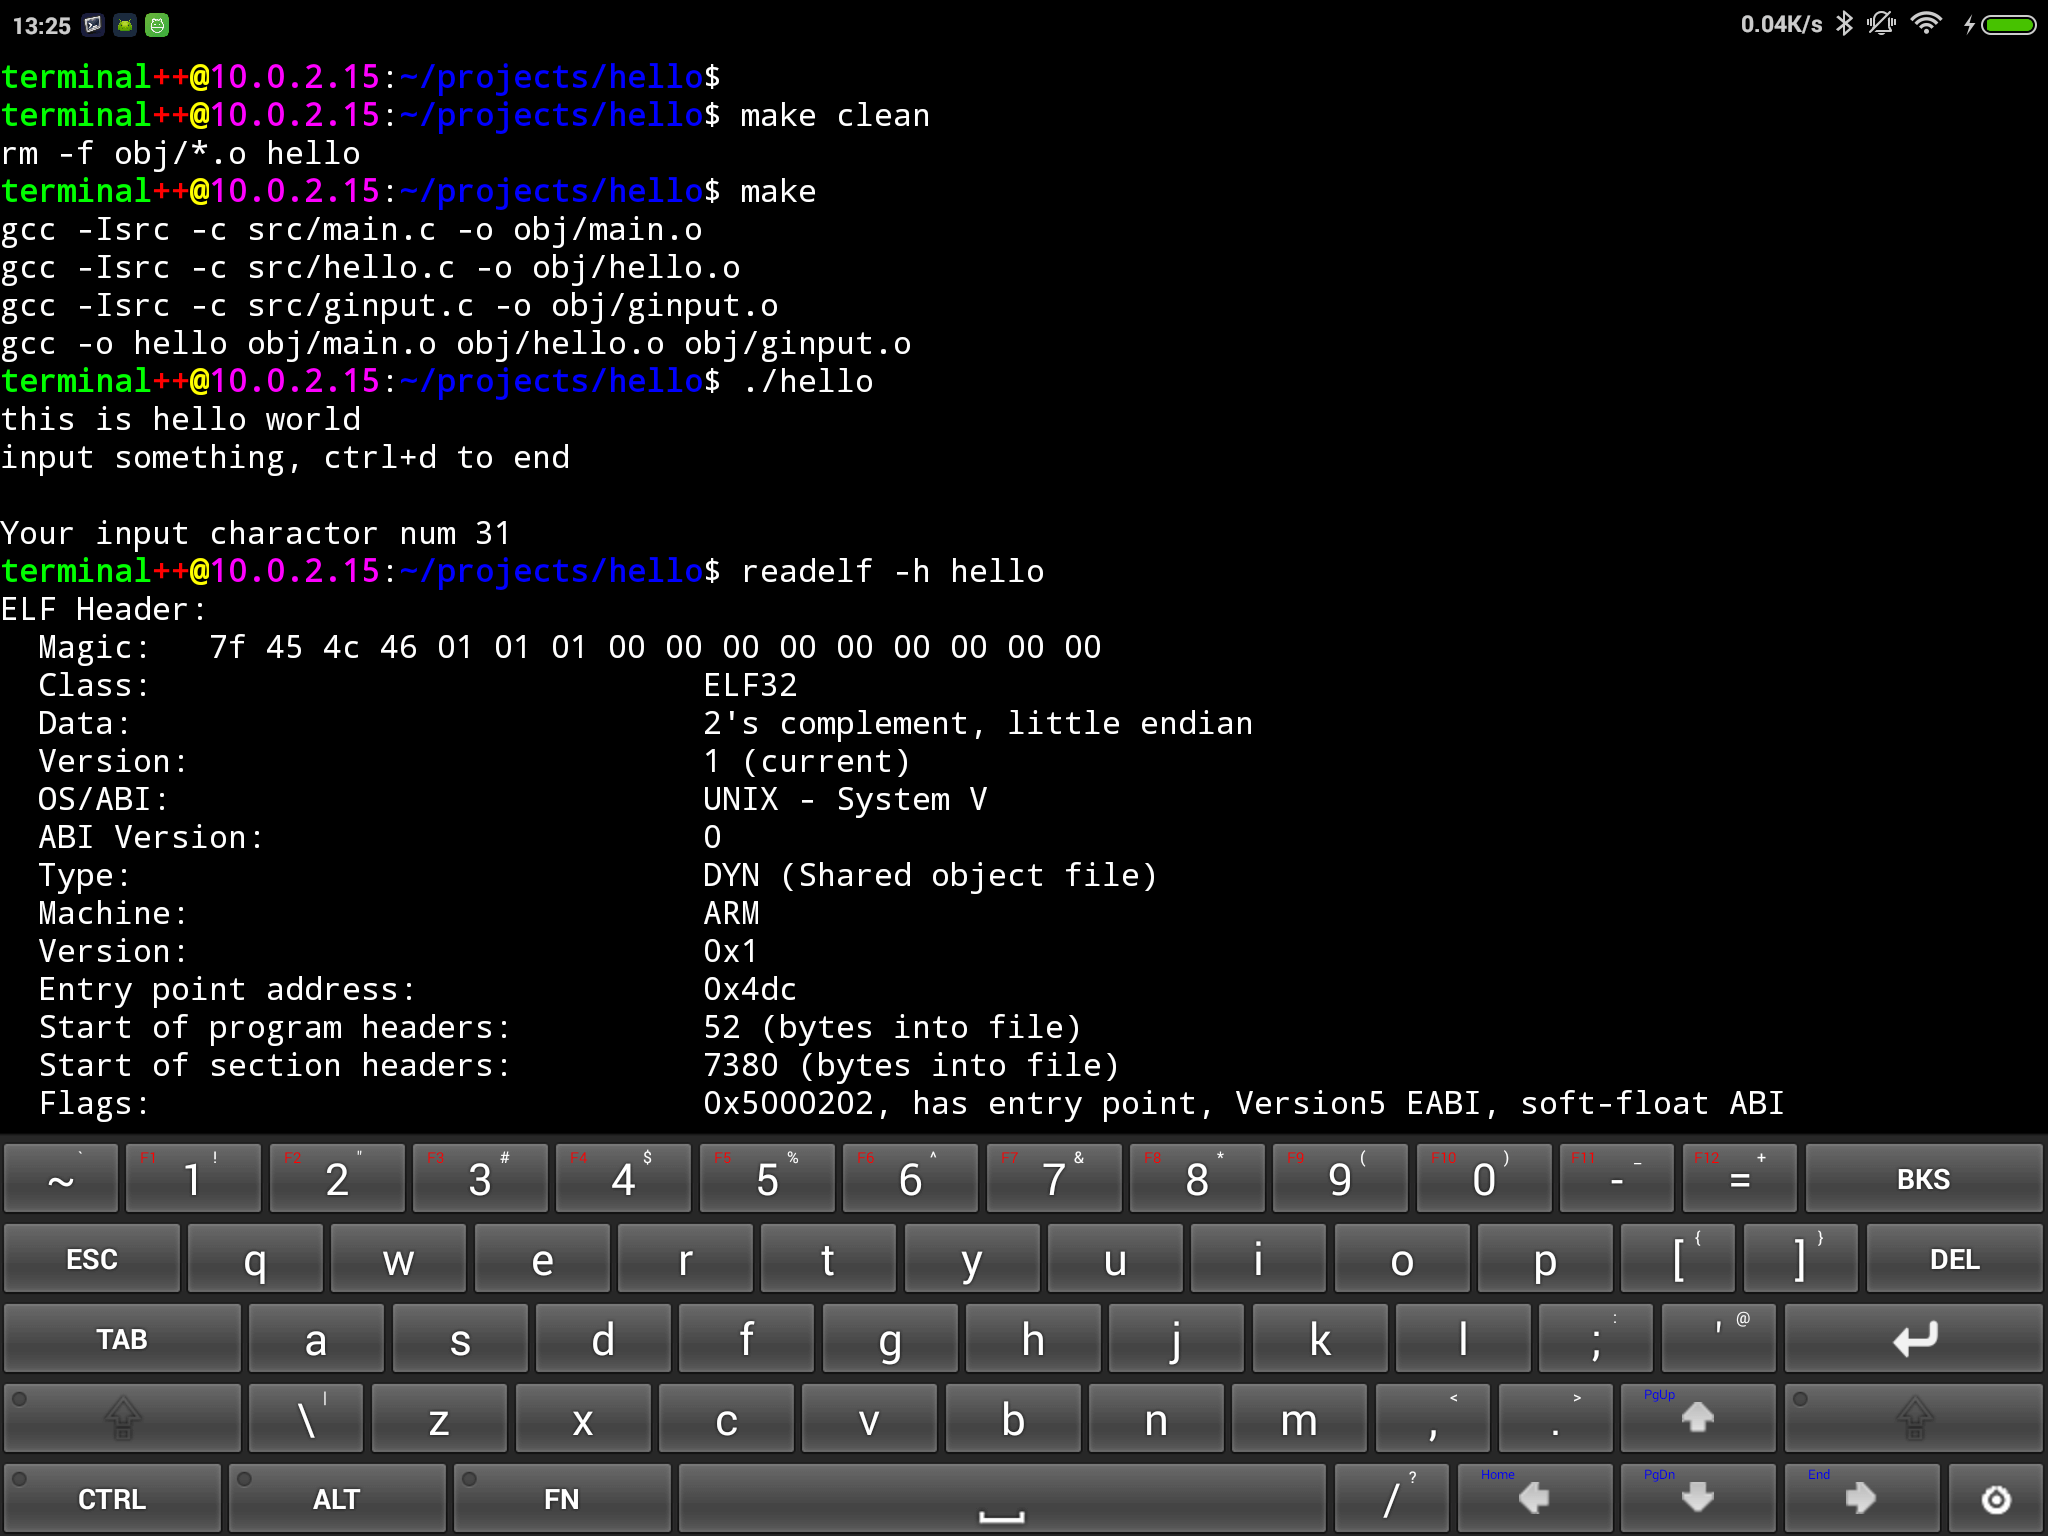 13:25 0.04K/s
terminal++@10.0.2.15:~/projects/hello$
terminal++@10.0.2.15:~/projects/hello$ make clean
rm -f obj/*.o hello
terminal++@10.0.2.15:~/projects/hello$ make
gcc -Isrc -c src/main.c -o obj/main.o
gcc -Isrc -c src/hello.c -o obj/hello.o
gcc -Isrc -c src/ginput.c -o obj/ginput.o
gcc -o hello obj/main.o obj/hello.o obj/ginput.o
terminal++@10.0.2.15:~/projects/hello$ ./hello
this is hello world
input something, ctrl+d to end
Your input charactor num 31
terminal++@10.0.2.15:~/projects/hello$ readelf -h hello
ELF Header:
  Magic:   7f 45 4c 46 01 01 01 00 00 00 00 00 00 00 00 00
  Class:                             ELF32
  Data:                              2's complement, little endian
  Version:                           1 (current)
  OS/ABI:                            UNIX - System V
  ABI Version:                       0
  Type:                              DYN (Shared object file)
  Machine:                           ARM
  Version:                           0x1
  Entry point address:               0x4dc
  Start of program headers:          52 (bytes into file)
  Start of section headers:          7380 (bytes into file)
  Flags:                             0x5000202, has entry point, Version5 EABI, soft-float ABI
~ ` F1 1 ! F2 2 " F3 3 # F4 4 $ F5 5 % F6 6 ^ F7 7 & F8 8 * F9 9 ( F10 0 ) F11 - _ F12 = + BKS
ESC q w e r t y u i o p [ { ] } DEL
TAB a s d f g h j k l ; : ' @
\ | z x c v b n m , < . > PgUp
CTRL ALT FN / ? Home PgDn End